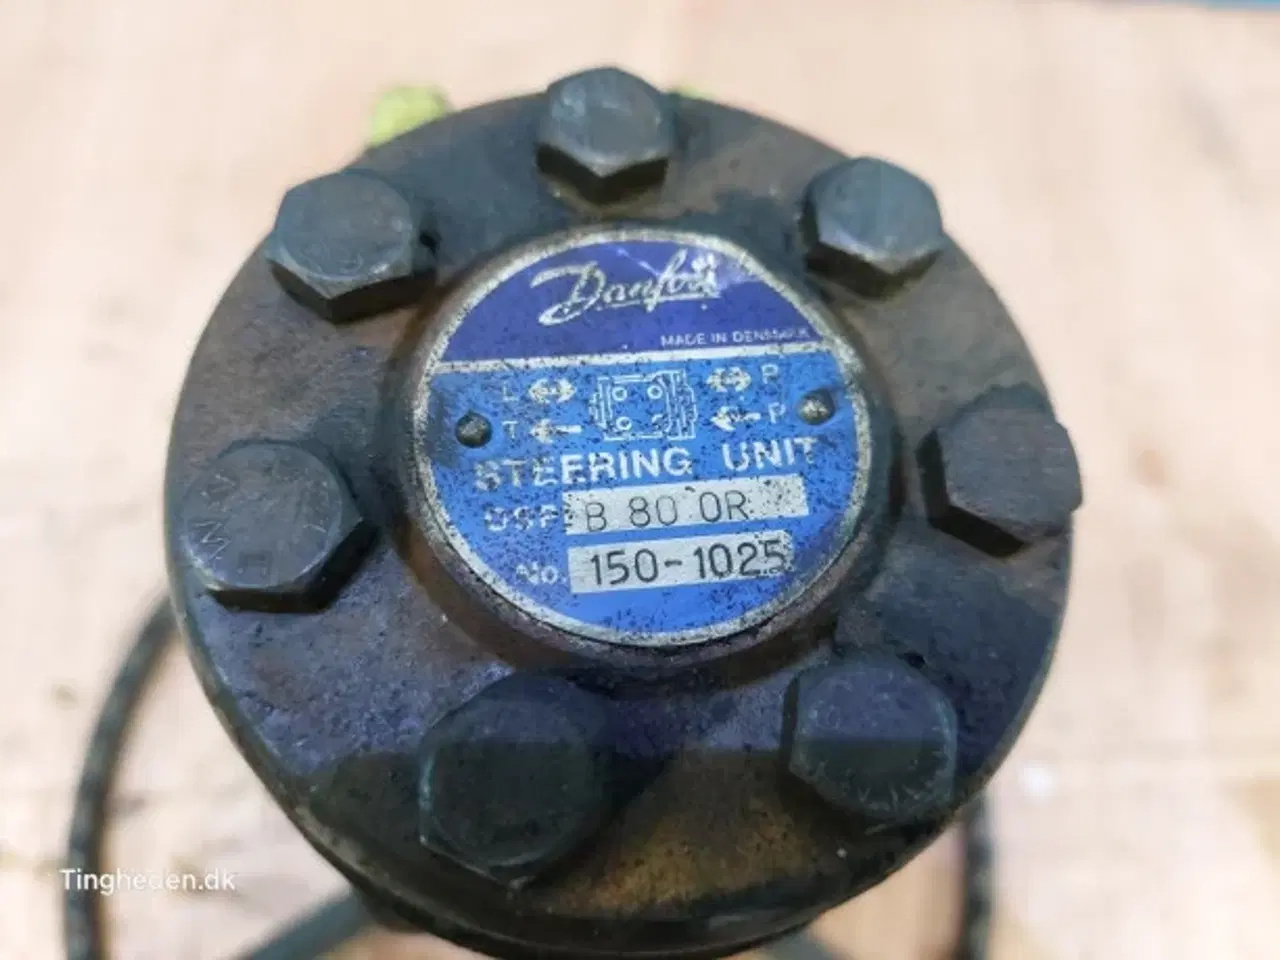 Danfoss
MADE IN DENMARK
L R
T P
STEERING UNIT
OSPB 80 OR
No. 150-1025
Tingheden.dk